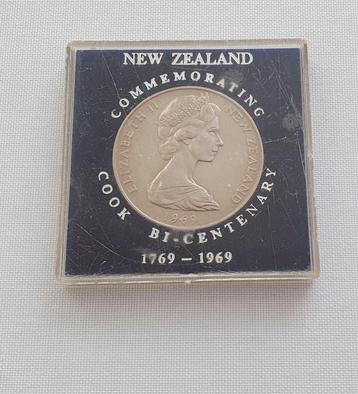 NEW ZEALAND
COMMEMORATING
ELIZABETH II NEW ZEALAND
1969
COOK BI-CENTENARY
1769 – 1969